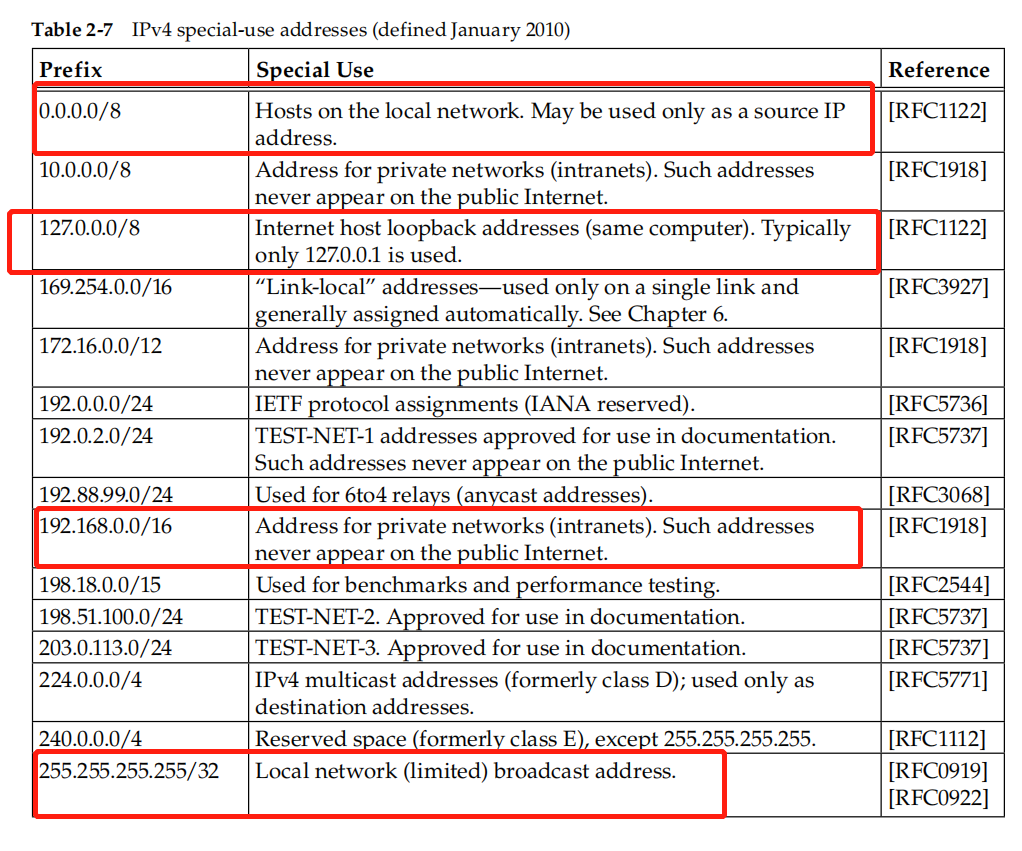 Table 2-7 IPv4 special-use addresses (defined January 2010)
Prefix Special Use Reference
0.0.0.0/8 Hosts on the local network. May be used only as a source IP [RFC1122]
address.
10.0.0.0/8 Address for private networks (intranets). Such addresses [RFC1918]
never appear on the public Internet.
127.0.0.0/8 Internet host loopback addresses (same computer). Typically [RFC1122]
only 127.0.0.1 is used.
169.254.0.0/16 “Link-local” addresses—used only on a single link and [RFC3927]
generally assigned automatically. See Chapter 6.
172.16.0.0/12 Address for private networks (intranets). Such addresses [RFC1918]
never appear on the public Internet.
192.0.0.0/24 IETF protocol assignments (IANA reserved). [RFC5736]
192.0.2.0/24 TEST-NET-1 addresses approved for use in documentation. [RFC5737]
Such addresses never appear on the public Internet.
192.88.99.0/24 Used for 6to4 relays (anycast addresses). [RFC3068]
192.168.0.0/16 Address for private networks (intranets). Such addresses [RFC1918]
never appear on the public Internet.
198.18.0.0/15 Used for benchmarks and performance testing. [RFC2544]
198.51.100.0/24 TEST-NET-2. Approved for use in documentation. [RFC5737]
203.0.113.0/24 TEST-NET-3. Approved for use in documentation. [RFC5737]
224.0.0.0/4 IPv4 multicast addresses (formerly class D); used only as [RFC5771]
destination addresses.
240.0.0.0/4 Reserved space (formerly class E), except 255.255.255.255. [RFC1112]
255.255.255.255/32 Local network (limited) broadcast address. [RFC0919]
[RFC0922]